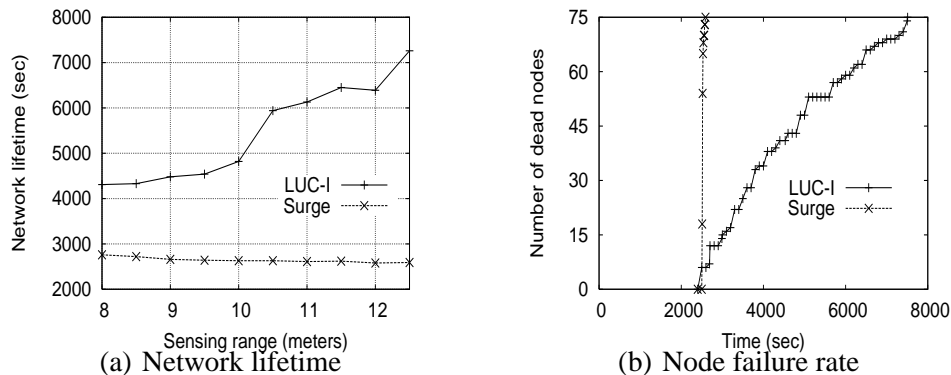 8000
7000
6000
5000
4000
3000
2000
Network lifetime (sec)
LUC-I
Surge
8 9 10 11 12
Sensing range (meters)
(a) Network lifetime
75
60
45
30
15
0
Number of dead nodes
LUC-I
Surge
0 2000 4000 6000 8000
Time (sec)
(b) Node failure rate